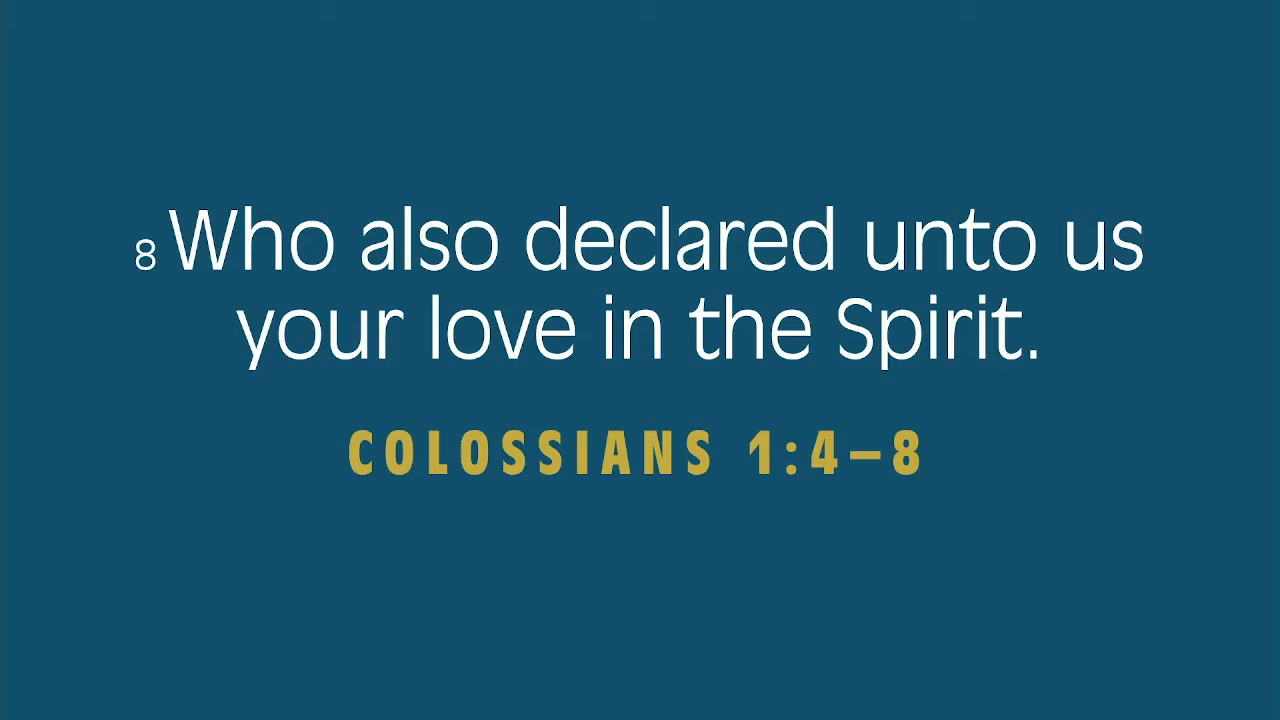 8 Who also declared unto us
your love in the Spirit.
COLOSSIANS 1:4–8